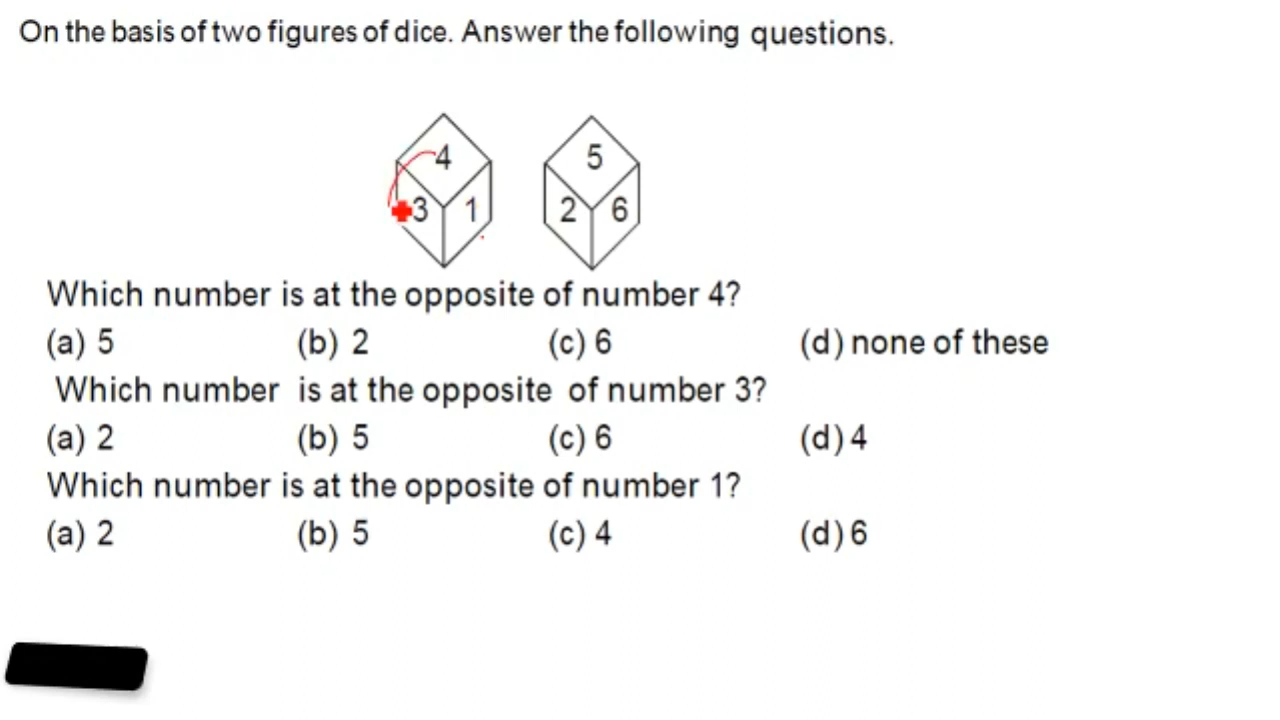 On the basis of two figures of dice. Answer the following questions.
4 5
3 1 2 6
Which number is at the opposite of number 4?
(a) 5 (b) 2 (c) 6 (d) none of these
Which number is at the opposite of number 3?
(a) 2 (b) 5 (c) 6 (d) 4
Which number is at the opposite of number 1?
(a) 2 (b) 5 (c) 4 (d) 6